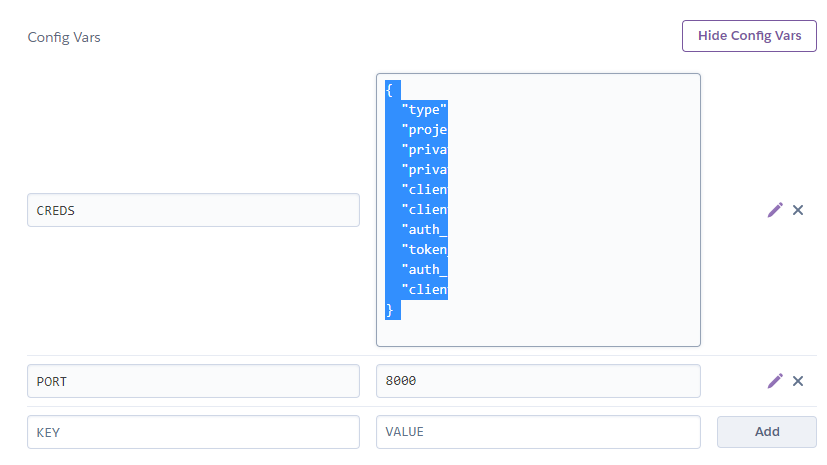 Config Vars
Hide Config Vars
{
"type"
"proje
"priva
"priva
"clien
"clien
"auth_
"token_
"auth_
"clien
}
CREDS
PORT
8000
KEY
VALUE
Add